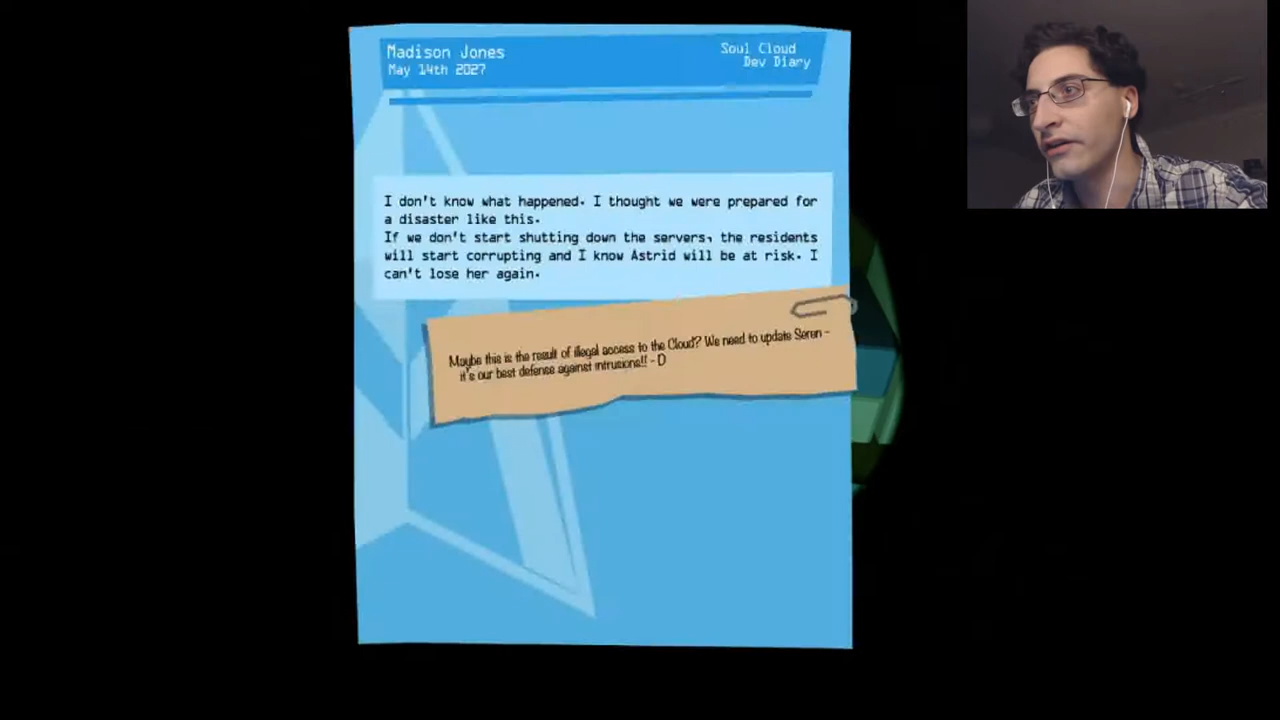 Madison Jones
May 14th 2027
Soul Cloud
Dev Diary
I don't know what happened. I thought we were prepared for
a disaster like this.
If we don't start shutting down the servers, the residents
will start corrupting and I know Astrid will be at risk. I
can't lose her again.
Maybe this is the result of illegal access to the Cloud? We need to update Seren -
it's our best defense against intrusions!! - D